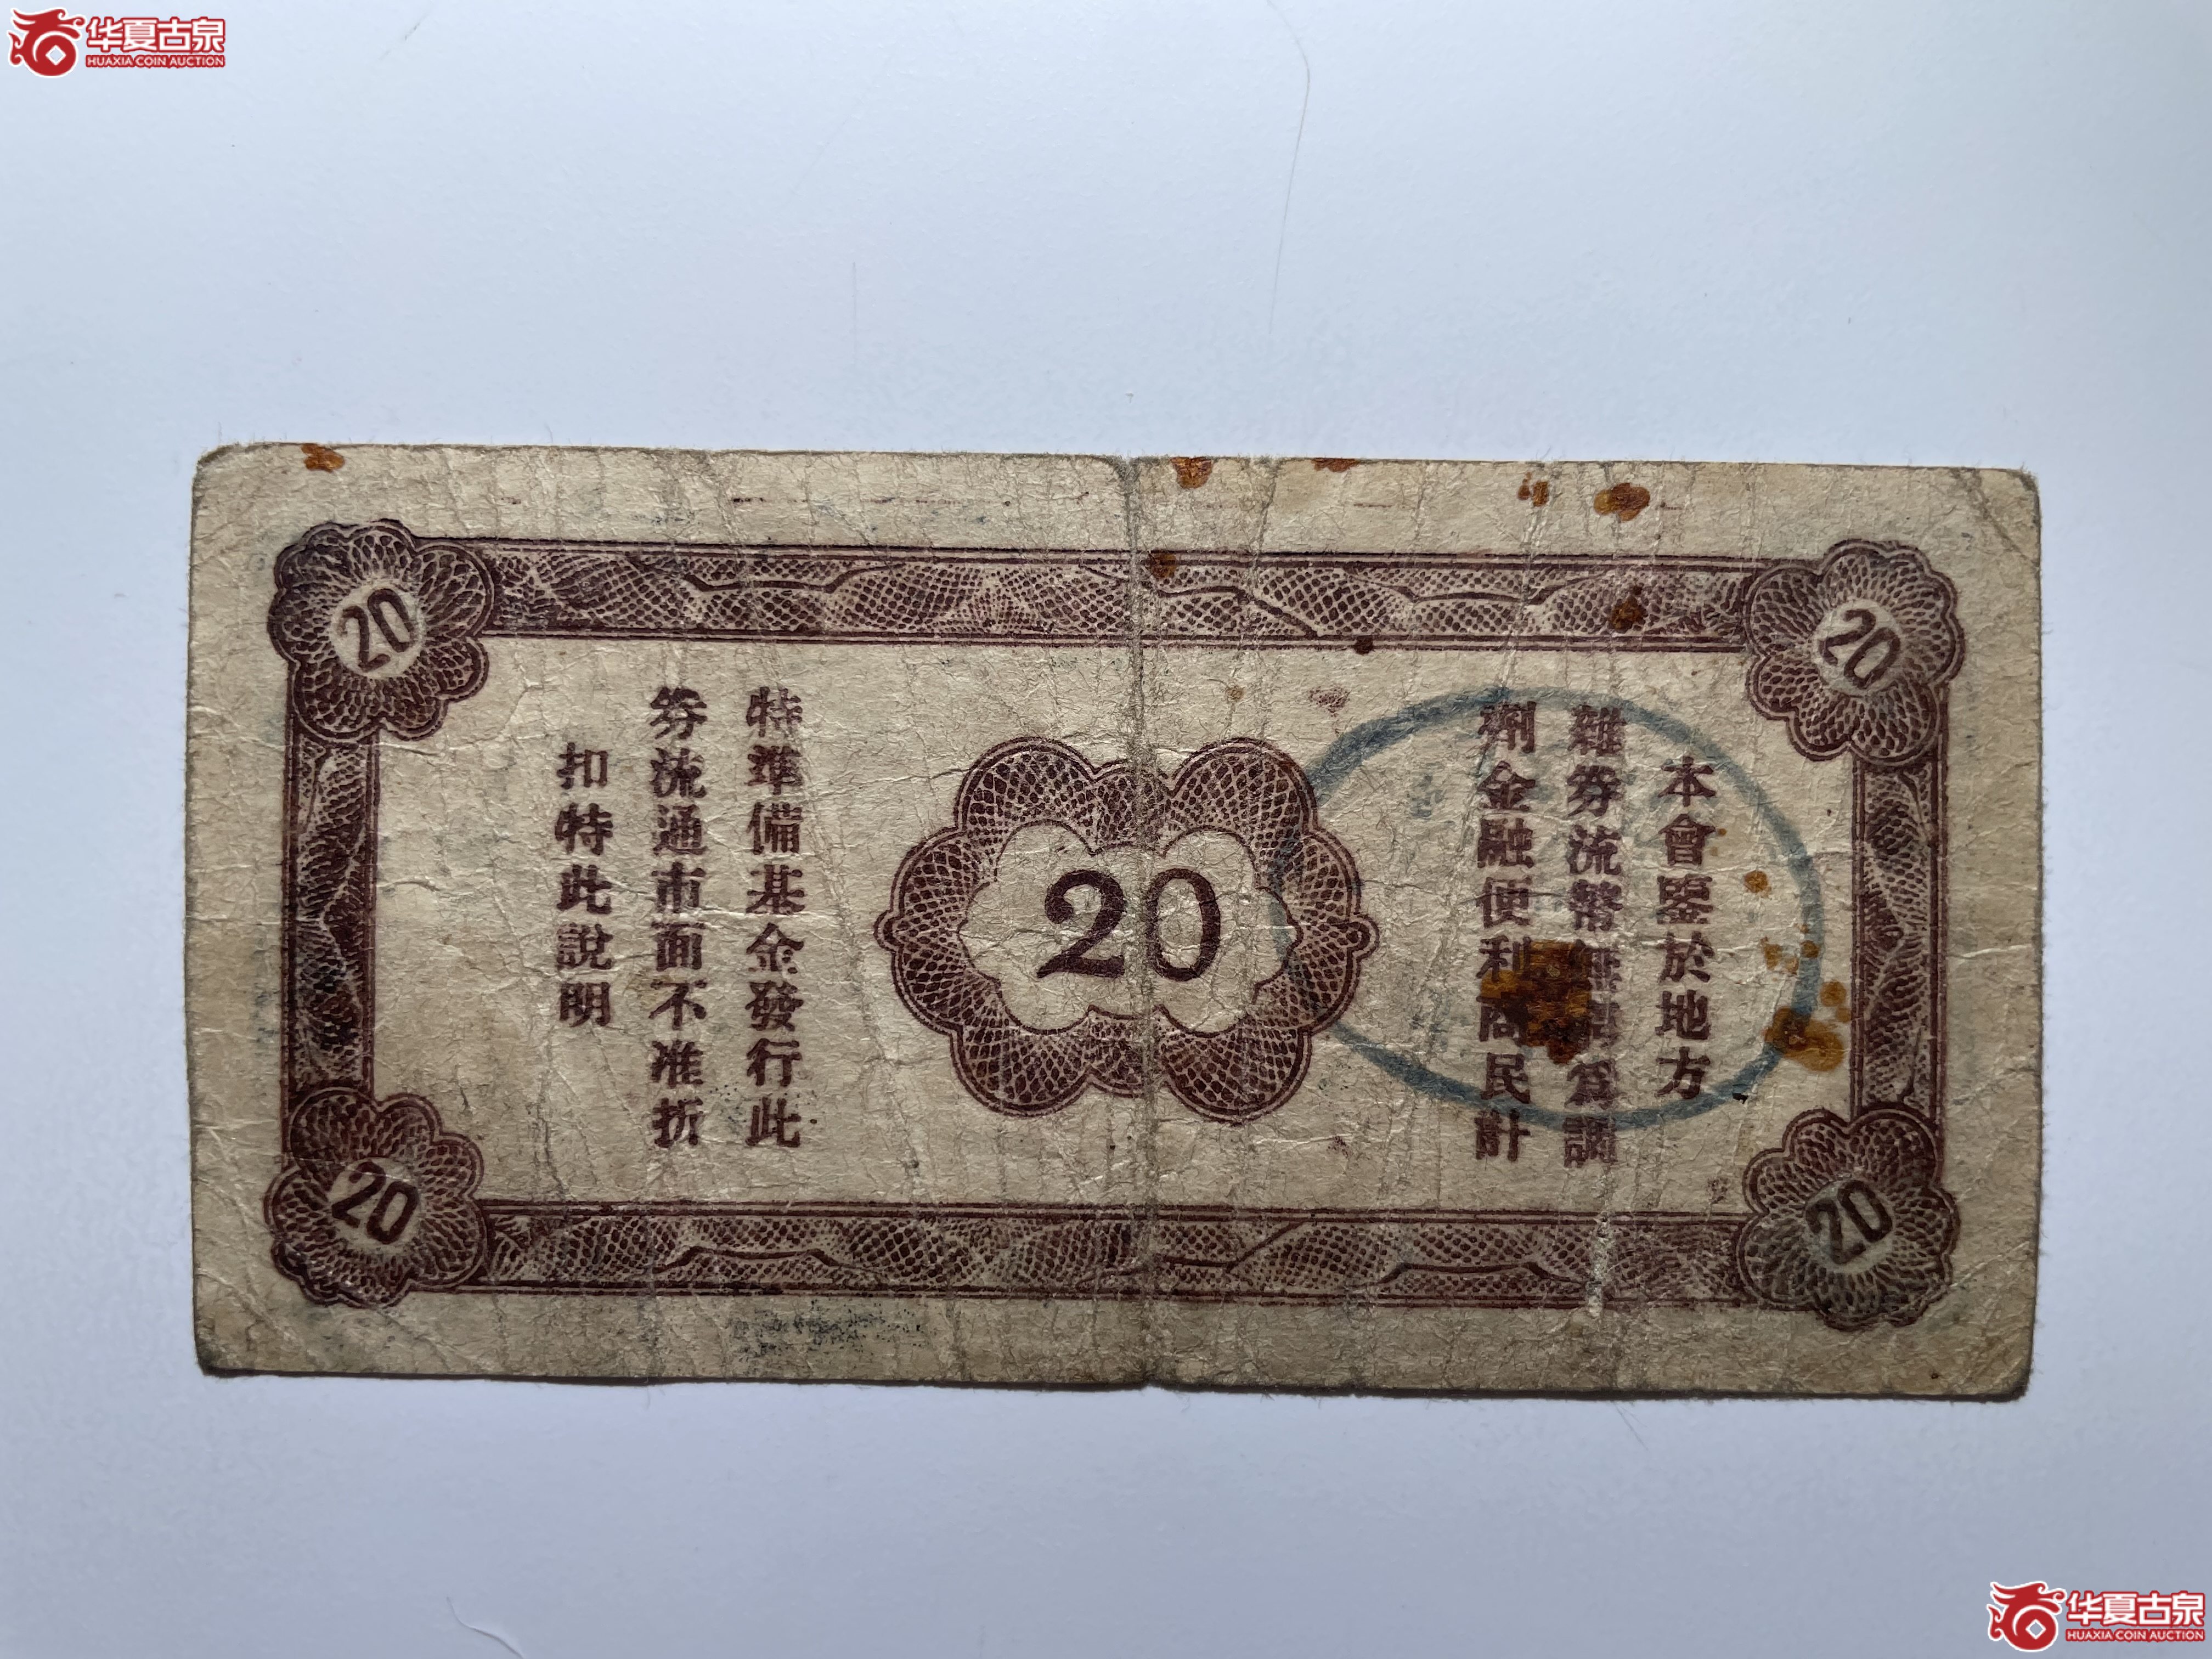 华夏古泉
HUAXIA COIN AUCTION
20
20
本會鑒於地方
雜券流幣無
為調
劑金融便利商民計
20
特準備基金發行此
券流通市面不准折
扣特此說明
20
20
华夏古泉
HUAXIA COIN AUCTION